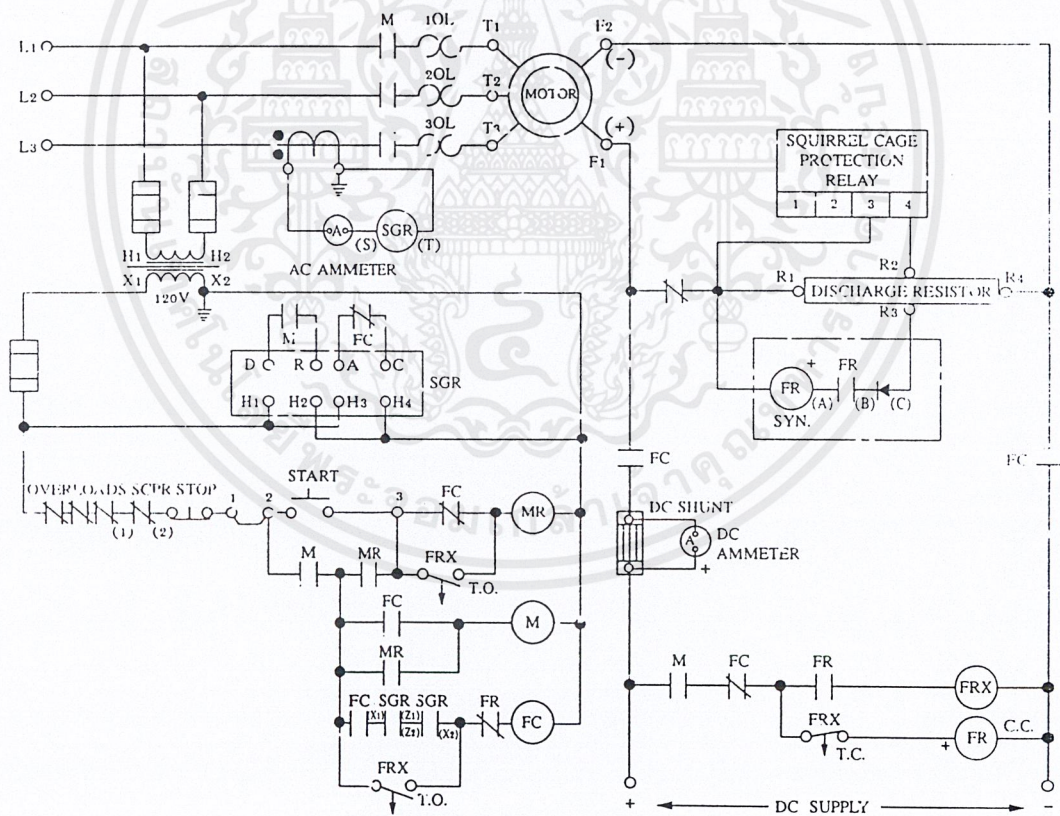 M 1OL T1 F2
L1 (-)
L2 2OL T2 MOTOR
L3 3OL T3 (+)
F1
SQUIRREL CAGE
PROTECTION
RELAY
1 2 3 4
A (S) SGR (T)
AC AMMETER
H1 H2
X1 X2
120V
R1 R2 R4
DISCHARGE RESISTOR
R3
M FC
D R A C
SGR
H1 H2 H3 H4
+ FR
FR (A) (B) (C)
SYN.
FC FC
OVERLOADS SCPR STOP 1 2 START 3 FC MR
(1) (2)
DC SHUNT
A DC
AMMETER
+
M MR FRX
T.O.
FC M
MR
M FC FR FRX
FC SGR SGR FR FC
(X1) (Z1) (Z2) (X2)
FRX
T.C. + FR C.C.
FRX
T.O.
+ DC SUPPLY -